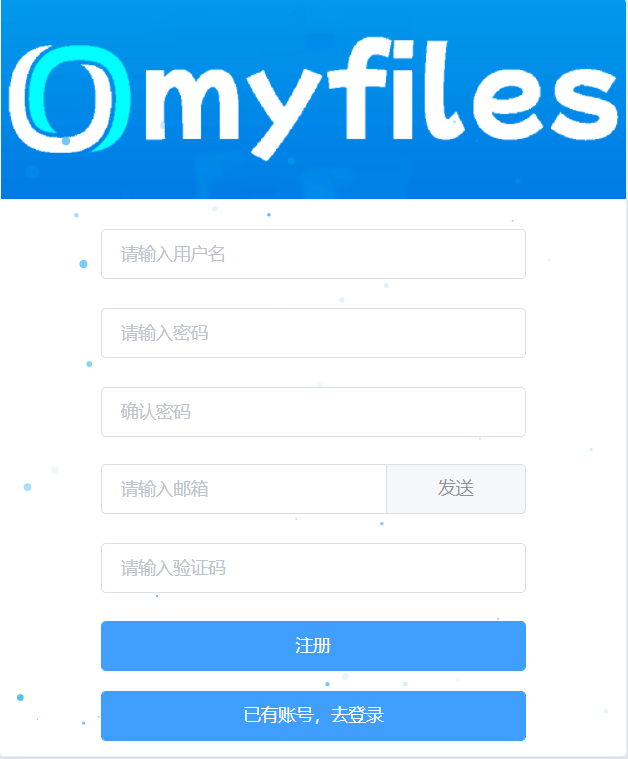 myfiles
请输入用户名
请输入密码
确认密码
请输入邮箱
发送
请输入验证码
注册
已有账号，去登录